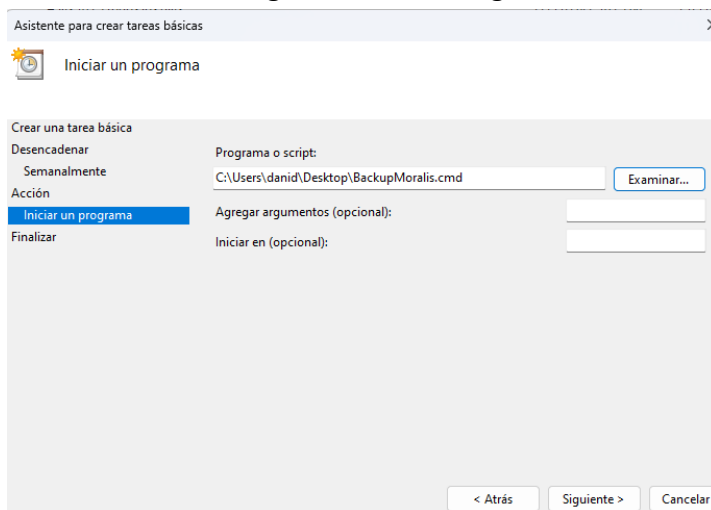 Asistente para crear tareas básicas
Iniciar un programa
Crear una tarea básica
Desencadenar
Semanalmente
Acción
Iniciar un programa
Finalizar
Programa o script:
C:\Users\danid\Desktop\BackupMoralis.cmd
Examinar...
Agregar argumentos (opcional):
Iniciar en (opcional):
< Atrás
Siguiente >
Cancelar